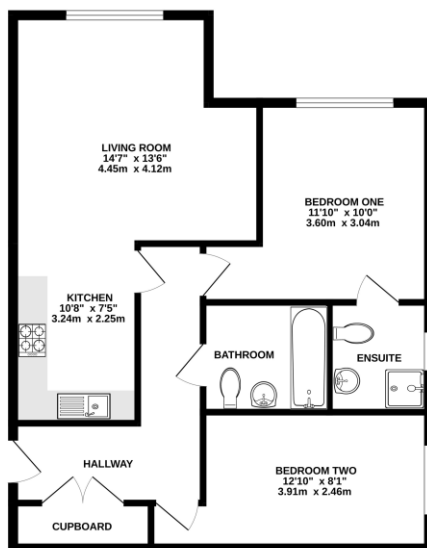 LIVING ROOM
14'7" x 13'6"
4.45m x 4.12m
BEDROOM ONE
11'10" x 10'0"
3.60m x 3.04m
KITCHEN
10'8" x 7'5"
3.24m x 2.25m
BATHROOM
ENSUITE
HALLWAY
BEDROOM TWO
12'10" x 8'1"
3.91m x 2.46m
CUPBOARD